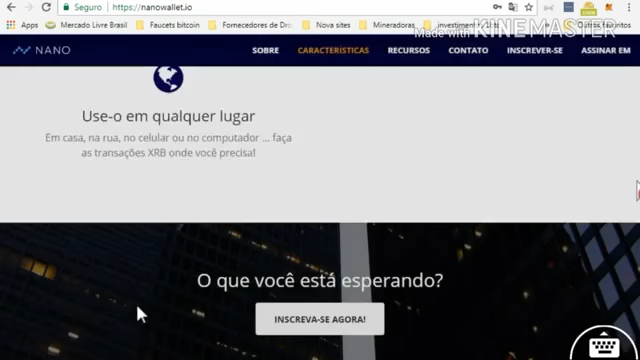 Seguro
https://nanowallet.io
Apps
Mercado Livre Brasil
Faucets bitcoin
Fornecedores de Dro
Nova sites
Mineradoras
Outros favoritos
Made with KINEMASTER
NANO
SOBRE
CARACTERÍSTICAS
RECURSOS
CONTATO
INSCREVER-SE
ASSINAR EM
Use-o em qualquer lugar
Em casa, na rua, no celular ou no computador ... faça
as transações XRB onde você precisa!
O que você está esperando?
INSCREVA-SE AGORA!